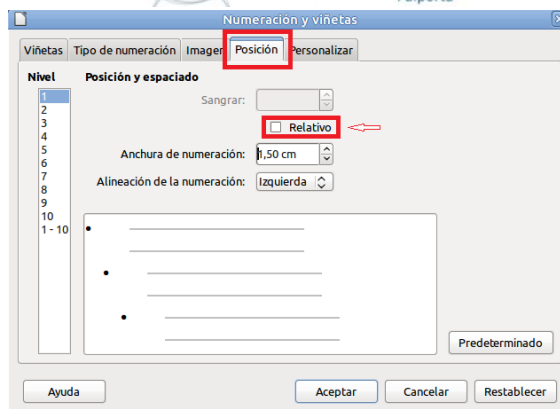 Numeración y viñetas
Viñetas Tipo de numeración Imagen Posición Personalizar
Nivel Posición y espaciado
1
2
3
4
5
6
7
8
9
10
1 - 10
Sangrar:
Relativo
Anchura de numeración: 1,50 cm
Alineación de la numeración: Izquierda
Predeterminado
Ayuda Aceptar Cancelar Restablecer